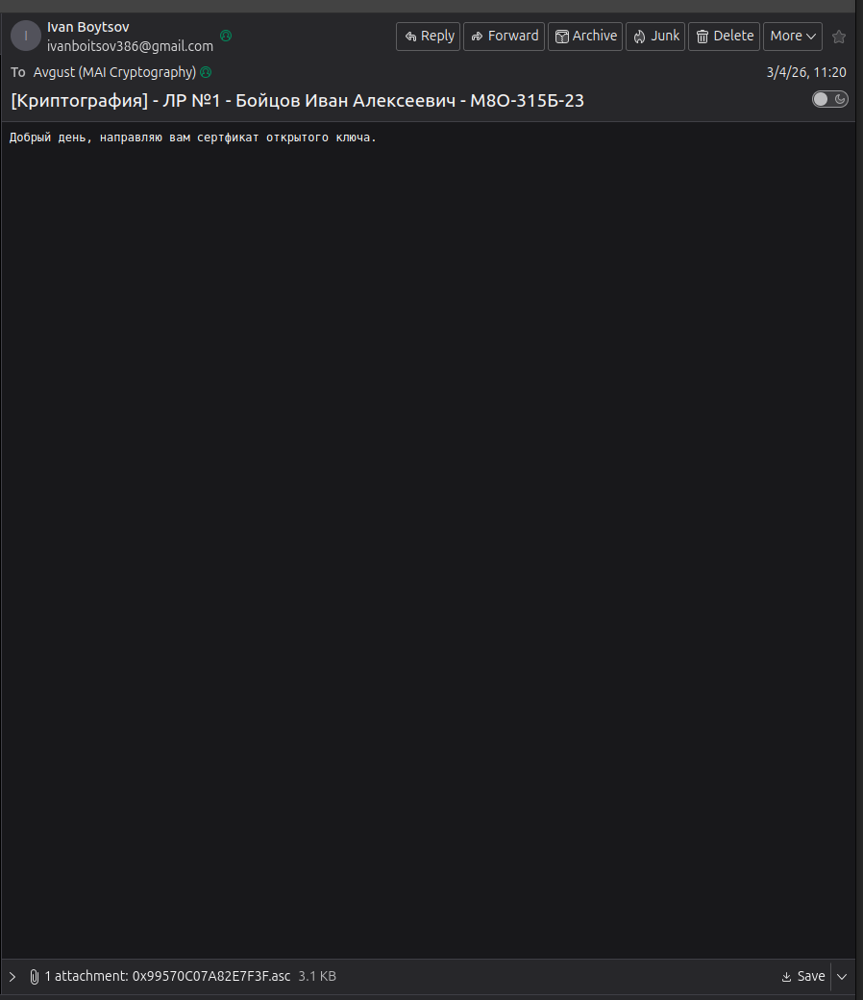 I
Ivan Boytsov
ivanboitsov386@gmail.com
Reply Forward Archive Junk Delete More
To Avgust (MAI Cryptography)
3/4/26, 11:20
[Криптография] - ЛР №1 - Бойцов Иван Алексеевич - М8О-315Б-23
Добрый день, направляю вам сертфикат открытого ключа.
1 attachment: 0x99570C07A82E7F3F.asc 3.1 KB
Save